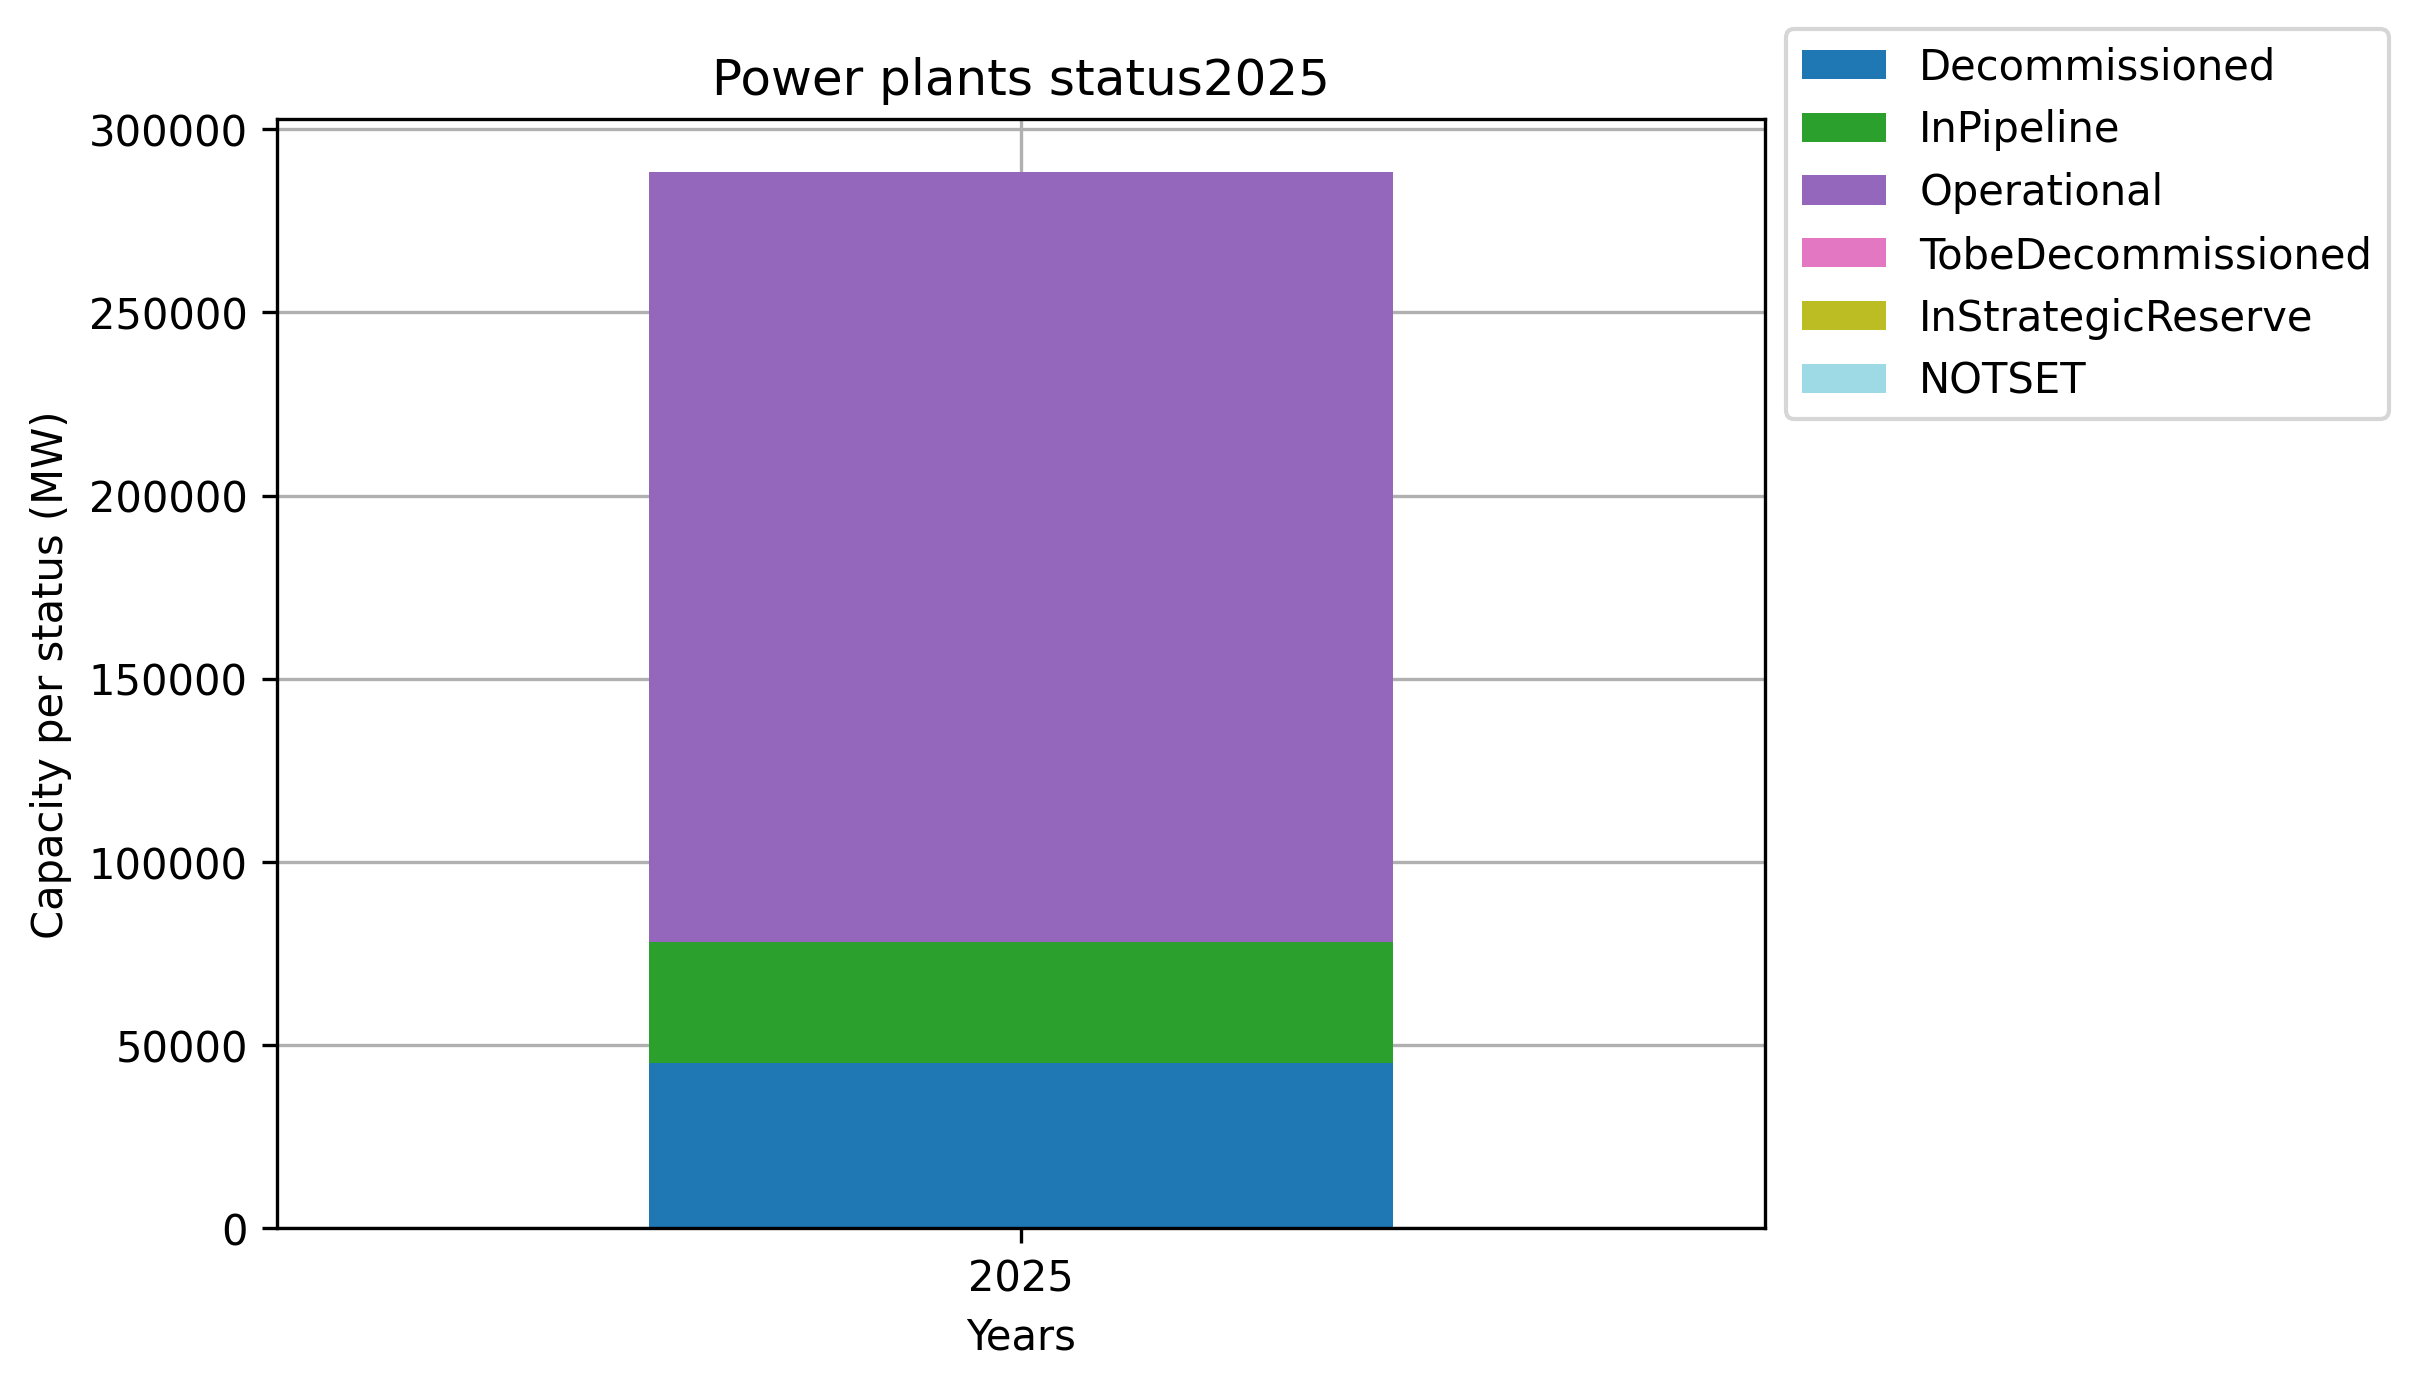 Power plants status2025
Capacity per status (MW)
300000
250000
200000
150000
100000
50000
0
2025
Years
Decommissioned
InPipeline
Operational
TobeDecommissioned
InStrategicReserve
NOTSET